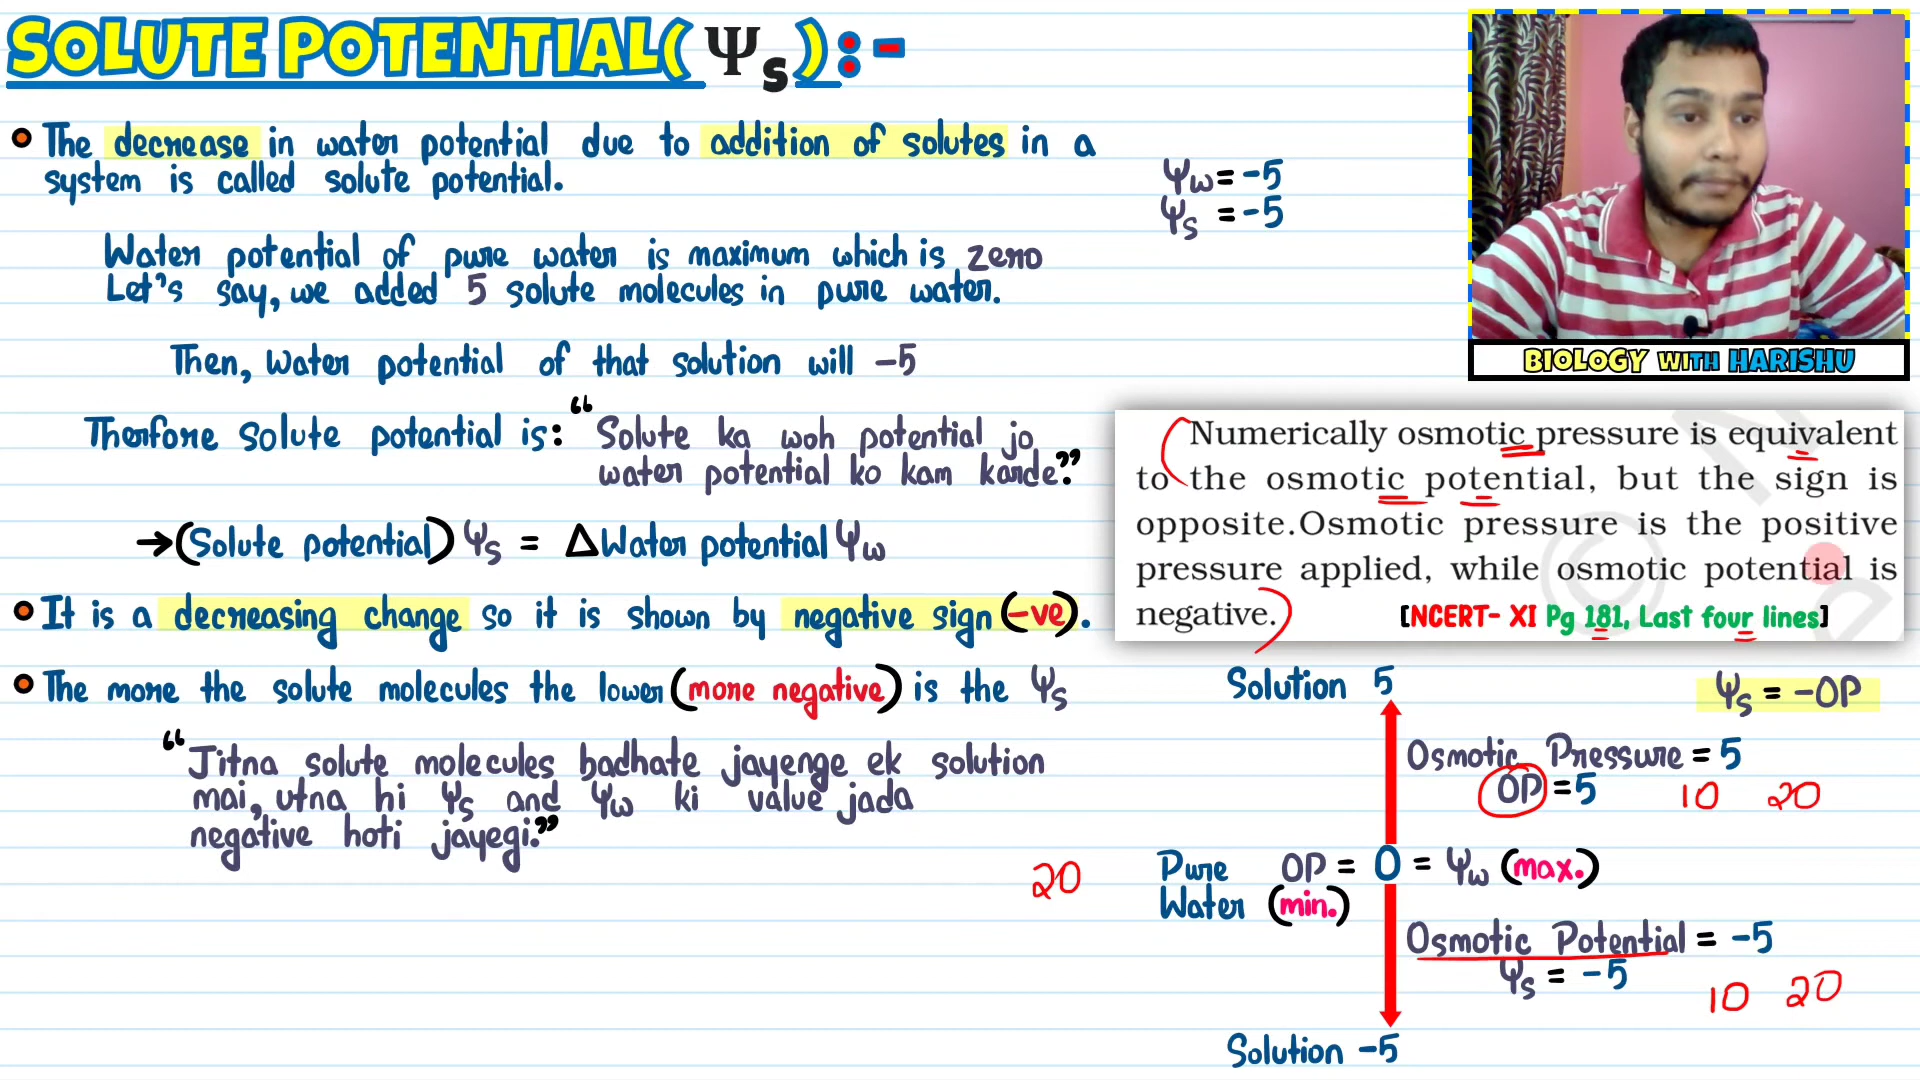 SOLUTE POTENTIAL( Ψs ):-
The decrease in water potential due to addition of solutes in a
system is called solute potential.
Ψw = -5
Ψs = -5
Water potential of pure water is maximum which is zero
Let's say, we added 5 solute molecules in pure water.
Then, Water potential of that solution will -5
Therfore solute potential is: “Solute ka woh potential jo
water potential ko kam karde.”
→(Solute potential) Ψs = Δ Water potential Ψw
It is a decreasing change so it is shown by negative sign (-ve).
The more the solute molecules the lower (more negative) is the Ψs
“Jitna solute molecules badhate jayenge ek solution
mai, utna hi Ψs and Ψw ki value jada
negative hoti jayegi.”
20
BIOLOGY WITH HARISHU
Numerically osmotic pressure is equivalent
to the osmotic potential, but the sign is
opposite.Osmotic pressure is the positive
pressure applied, while osmotic potential is
negative.
[NCERT- XI Pg 181, Last four lines]
Solution 5
Ψs = -OP
Osmotic Pressure = 5
OP = 5 10 20
Pure OP = 0 = Ψw (max.)
Water (min.)
Osmotic Potential = -5
Ψs = -5
10 20
Solution -5